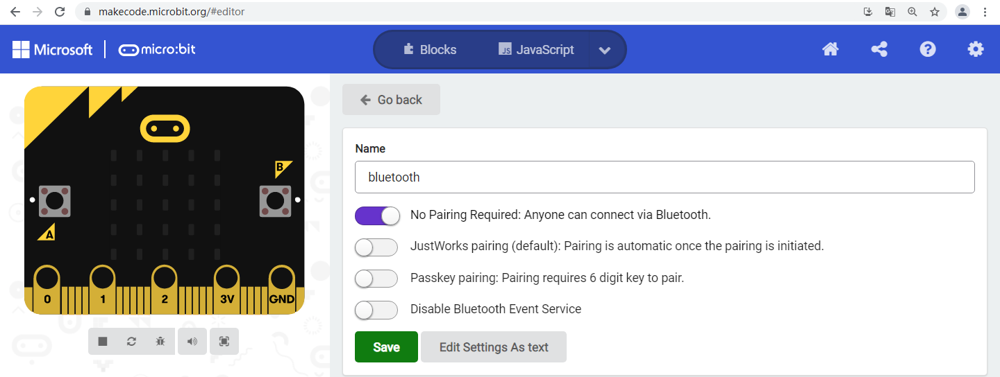 makecode.microbit.org/#editor
Microsoft
micro:bit
Blocks
JS JavaScript
B
A
0 1 2 3V GND
Go back
Name
bluetooth
No Pairing Required: Anyone can connect via Bluetooth.
JustWorks pairing (default): Pairing is automatic once the pairing is initiated.
Passkey pairing: Pairing requires 6 digit key to pair.
Disable Bluetooth Event Service
Save
Edit Settings As text